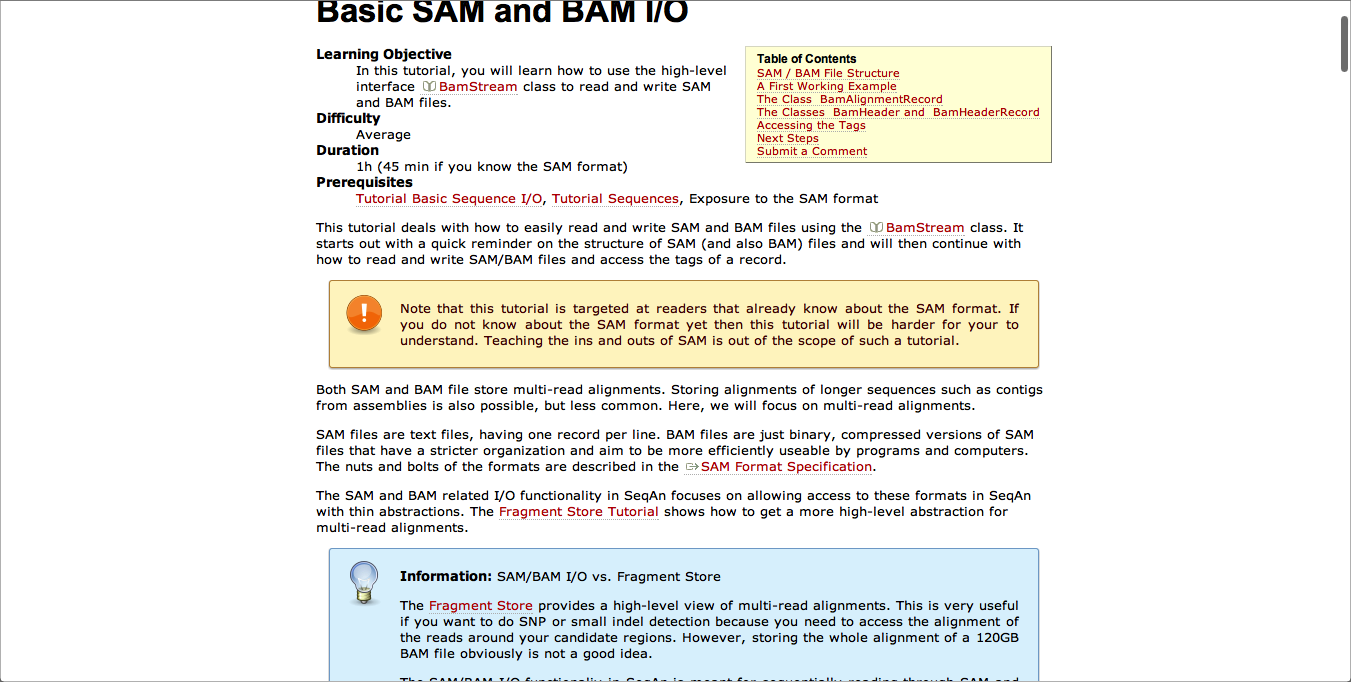 Basic SAM and BAM I/O
Learning Objective
In this tutorial, you will learn how to use the high-level
interface BamStream class to read and write SAM
and BAM files.
Difficulty
Average
Duration
1h (45 min if you know the SAM format)
Prerequisites
Tutorial Basic Sequence I/O, Tutorial Sequences, Exposure to the SAM format
Table of Contents
SAM / BAM File Structure
A First Working Example
The Class BamAlignmentRecord
The Classes BamHeader and BamHeaderRecord
Accessing the Tags
Next Steps
Submit a Comment
This tutorial deals with how to easily read and write SAM and BAM files using the BamStream class. It
starts out with a quick reminder on the structure of SAM (and also BAM) files and will then continue with
how to read and write SAM/BAM files and access the tags of a record.
Note that this tutorial is targeted at readers that already know about the SAM format. If
you do not know about the SAM format yet then this tutorial will be harder for your to
understand. Teaching the ins and outs of SAM is out of the scope of such a tutorial.
Both SAM and BAM file store multi-read alignments. Storing alignments of longer sequences such as contigs
from assemblies is also possible, but less common. Here, we will focus on multi-read alignments.
SAM files are text files, having one record per line. BAM files are just binary, compressed versions of SAM
files that have a stricter organization and aim to be more efficiently useable by programs and computers.
The nuts and bolts of the formats are described in the SAM Format Specification.
The SAM and BAM related I/O functionality in SeqAn focuses on allowing access to these formats in SeqAn
with thin abstractions. The Fragment Store Tutorial shows how to get a more high-level abstraction for
multi-read alignments.
Information: SAM/BAM I/O vs. Fragment Store
The Fragment Store provides a high-level view of multi-read alignments. This is very useful
if you want to do SNP or small indel detection because you need to access the alignment of
the reads around your candidate regions. However, storing the whole alignment of a 120GB
BAM file obviously is not a good idea.
The SAM/BAM I/O functionaliy in SeqAn is meant for sequentially reading through SAM and